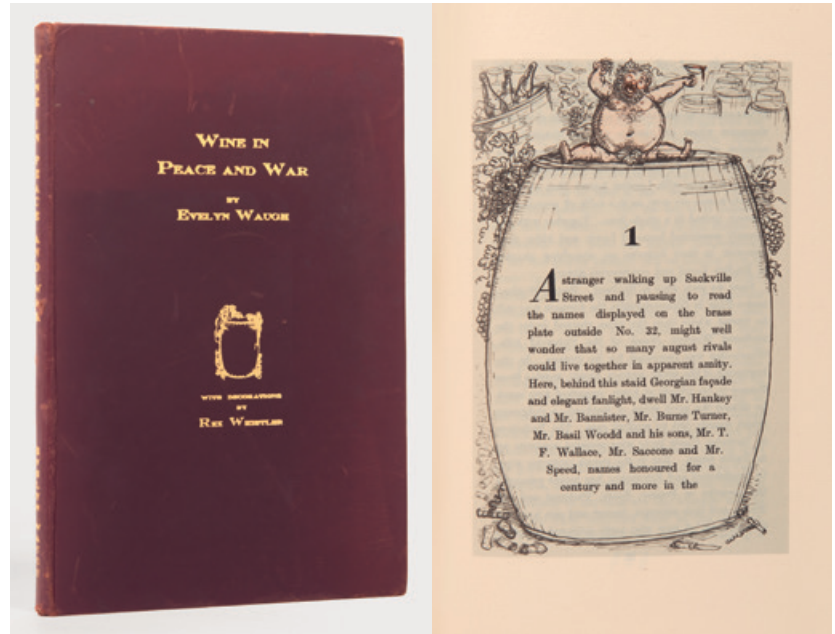 WINE IN
PEACE AND WAR
BY
EVELYN WAUGH
WITH DECORATIONS
BY
REX WHISTLER
1
A stranger walking up Sackville
Street and pausing to read
the names displayed on the brass
plate outside No. 32, might well
wonder that so many august rivals
could live together in apparent amity.
Here, behind this staid Georgian façade
and elegant fanlight, dwell Mr. Hankey
and Mr. Bannister, Mr. Burne Turner,
Mr. Basil Woodd and his sons, Mr. T.
F. Wallace, Mr. Saccone and Mr.
Speed, names honoured for a
century and more in the